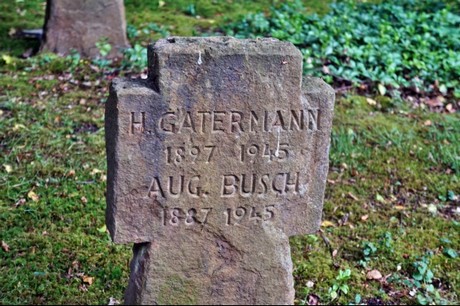 H. GATERMANN
1897 1945
AUG. BUSCH
1887 1945